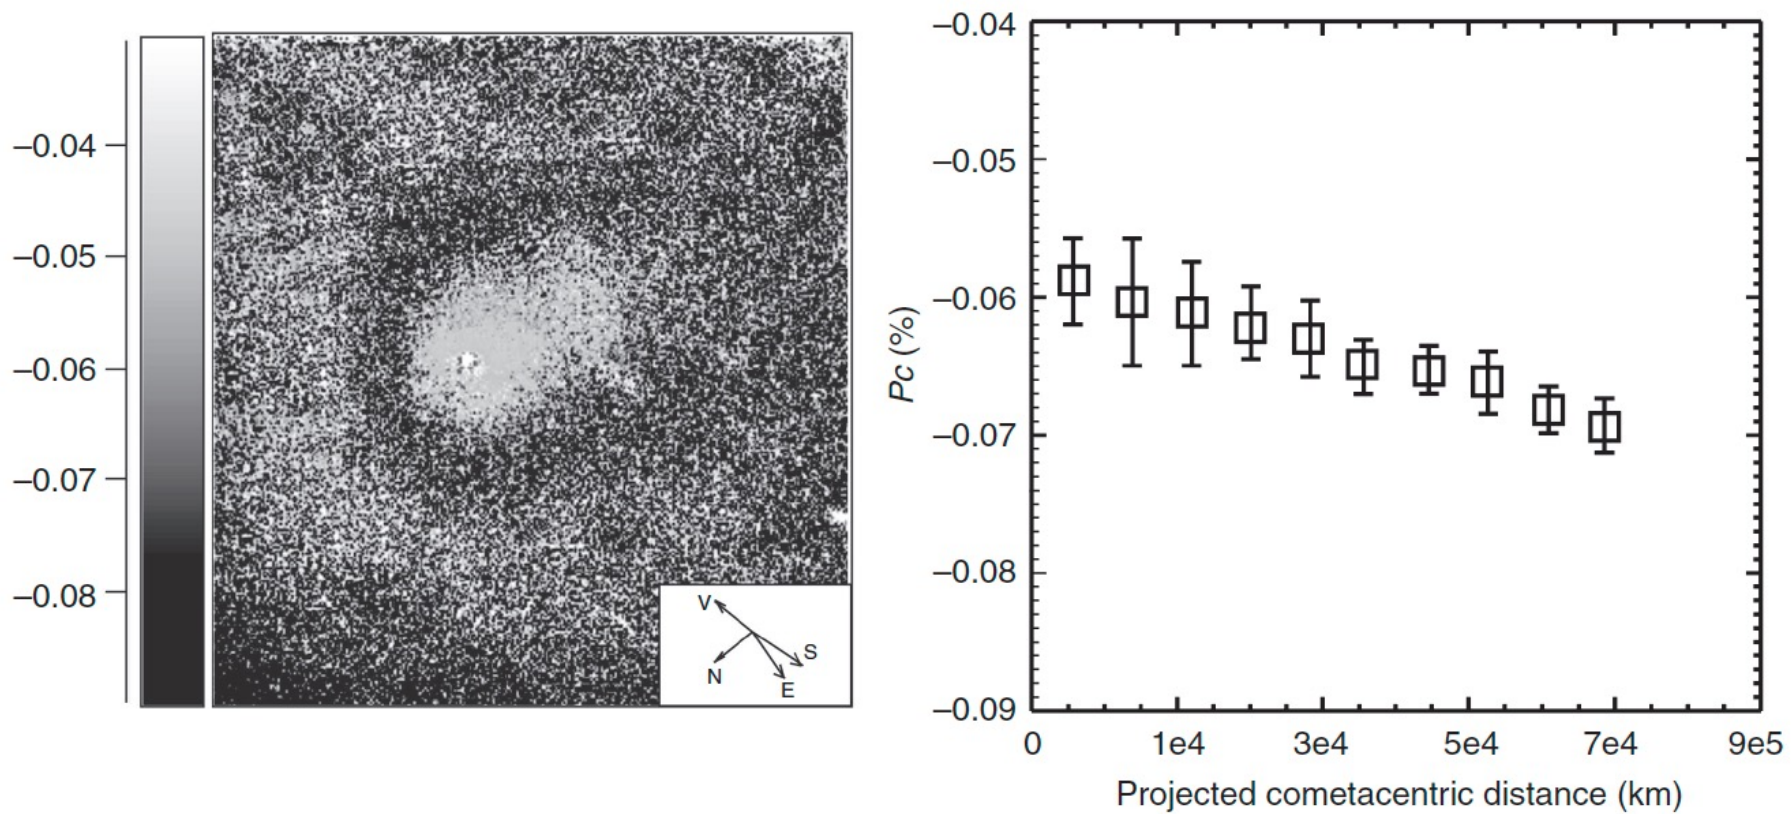 –0.04
–0.05
–0.06
–0.07
–0.08
V
S
N
E
–0.04
–0.05
–0.06
–0.07
–0.08
–0.09
Pc (%)
0 1e4 3e4 5e4 7e4 9e5
Projected cometacentric distance (km)